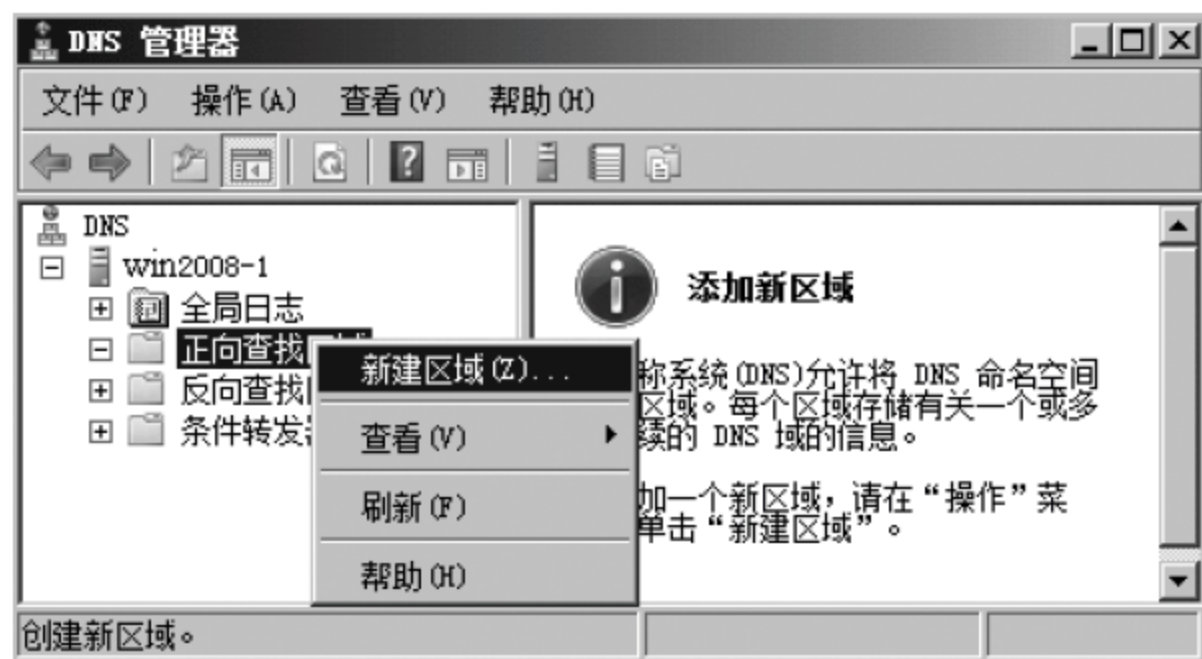 DNS 管理器
文件(F) 操作(A) 查看(V) 帮助(H)
DNS
win2008-1
全局日志
正向查找
反向查找
条件转发
新建区域(Z)...
查看(V)
刷新(F)
帮助(H)
添加新区域
称系统(DNS)允许将 DNS 命名空间
区域。每个区域存储有关一个或多
续的 DNS 域的信息。
加一个新区域，请在“操作”菜
单击“新建区域”。
创建新区域。